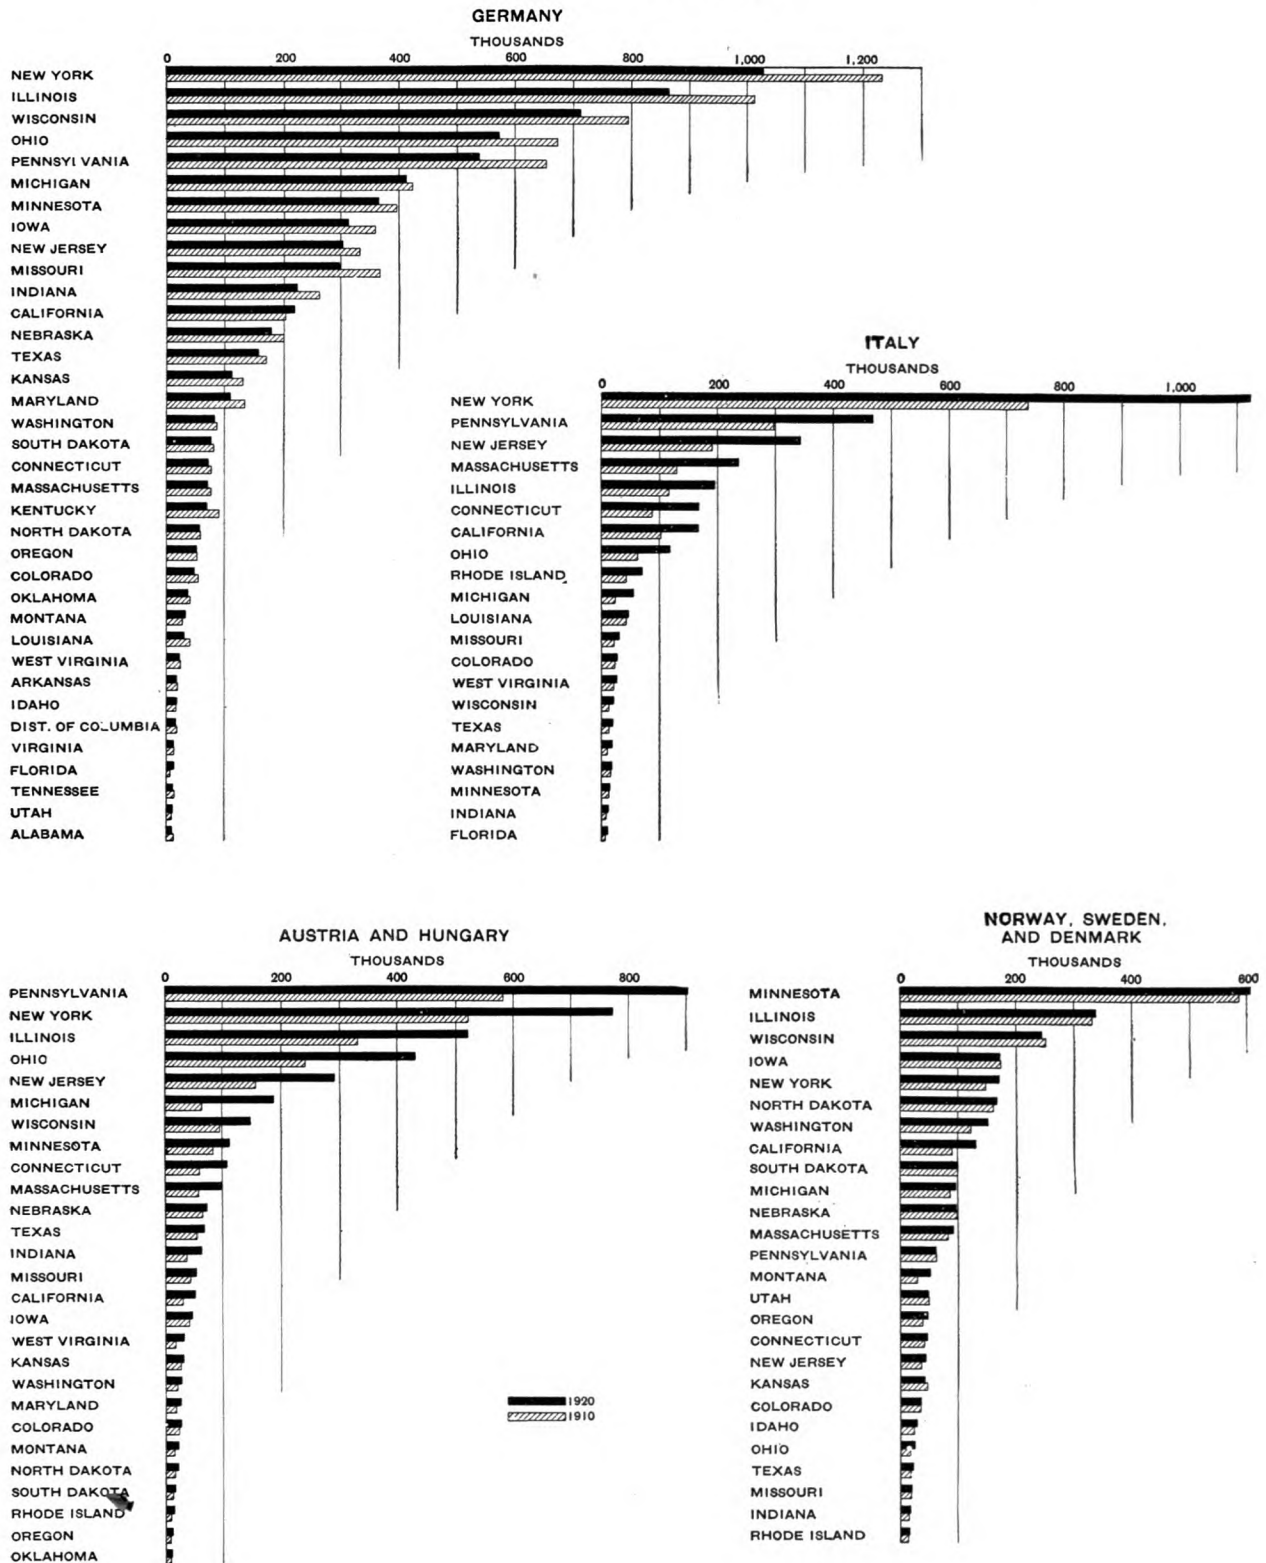 GERMANY
THOUSANDS
0 200 400 600 800 1,000 1,200
NEW YORK
ILLINOIS
WISCONSIN
OHIO
PENNSYLVANIA
MICHIGAN
MINNESOTA
IOWA
NEW JERSEY
MISSOURI
INDIANA
CALIFORNIA
NEBRASKA
TEXAS
KANSAS
MARYLAND
WASHINGTON
SOUTH DAKOTA
CONNECTICUT
MASSACHUSETTS
KENTUCKY
NORTH DAKOTA
OREGON
COLORADO
OKLAHOMA
MONTANA
LOUISIANA
WEST VIRGINIA
ARKANSAS
IDAHO
DIST. OF COLUMBIA
VIRGINIA
FLORIDA
TENNESSEE
UTAH
ALABAMA
ITALY
THOUSANDS
0 200 400 600 800 1,000
NEW YORK
PENNSYLVANIA
NEW JERSEY
MASSACHUSETTS
ILLINOIS
CONNECTICUT
CALIFORNIA
OHIO
RHODE ISLAND
MICHIGAN
LOUISIANA
MISSOURI
COLORADO
WEST VIRGINIA
WISCONSIN
TEXAS
MARYLAND
WASHINGTON
MINNESOTA
INDIANA
FLORIDA
AUSTRIA AND HUNGARY
THOUSANDS
0 200 400 600 800
PENNSYLVANIA
NEW YORK
ILLINOIS
OHIO
NEW JERSEY
MICHIGAN
WISCONSIN
MINNESOTA
CONNECTICUT
MASSACHUSETTS
NEBRASKA
TEXAS
INDIANA
MISSOURI
CALIFORNIA
IOWA
WEST VIRGINIA
KANSAS
WASHINGTON
MARYLAND
COLORADO
MONTANA
NORTH DAKOTA
SOUTH DAKOTA
RHODE ISLAND
OREGON
OKLAHOMA
1920
1910
NORWAY, SWEDEN,
AND DENMARK
THOUSANDS
0 200 400 600
MINNESOTA
ILLINOIS
WISCONSIN
IOWA
NEW YORK
NORTH DAKOTA
WASHINGTON
CALIFORNIA
SOUTH DAKOTA
MICHIGAN
NEBRASKA
MASSACHUSETTS
PENNSYLVANIA
MONTANA
UTAH
OREGON
CONNECTICUT
NEW JERSEY
KANSAS
COLORADO
IDAHO
OHIO
TEXAS
MISSOURI
INDIANA
RHODE ISLAND